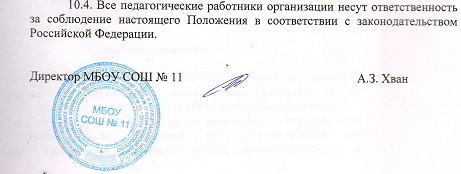 10.4. Все педагогические работники организации несут ответственность
за соблюдение настоящего Положения в соответствии с законодательством
Российской Федерации.
Директор МБОУ СОШ № 11 А.З. Хван
МБОУ
СОШ № 11